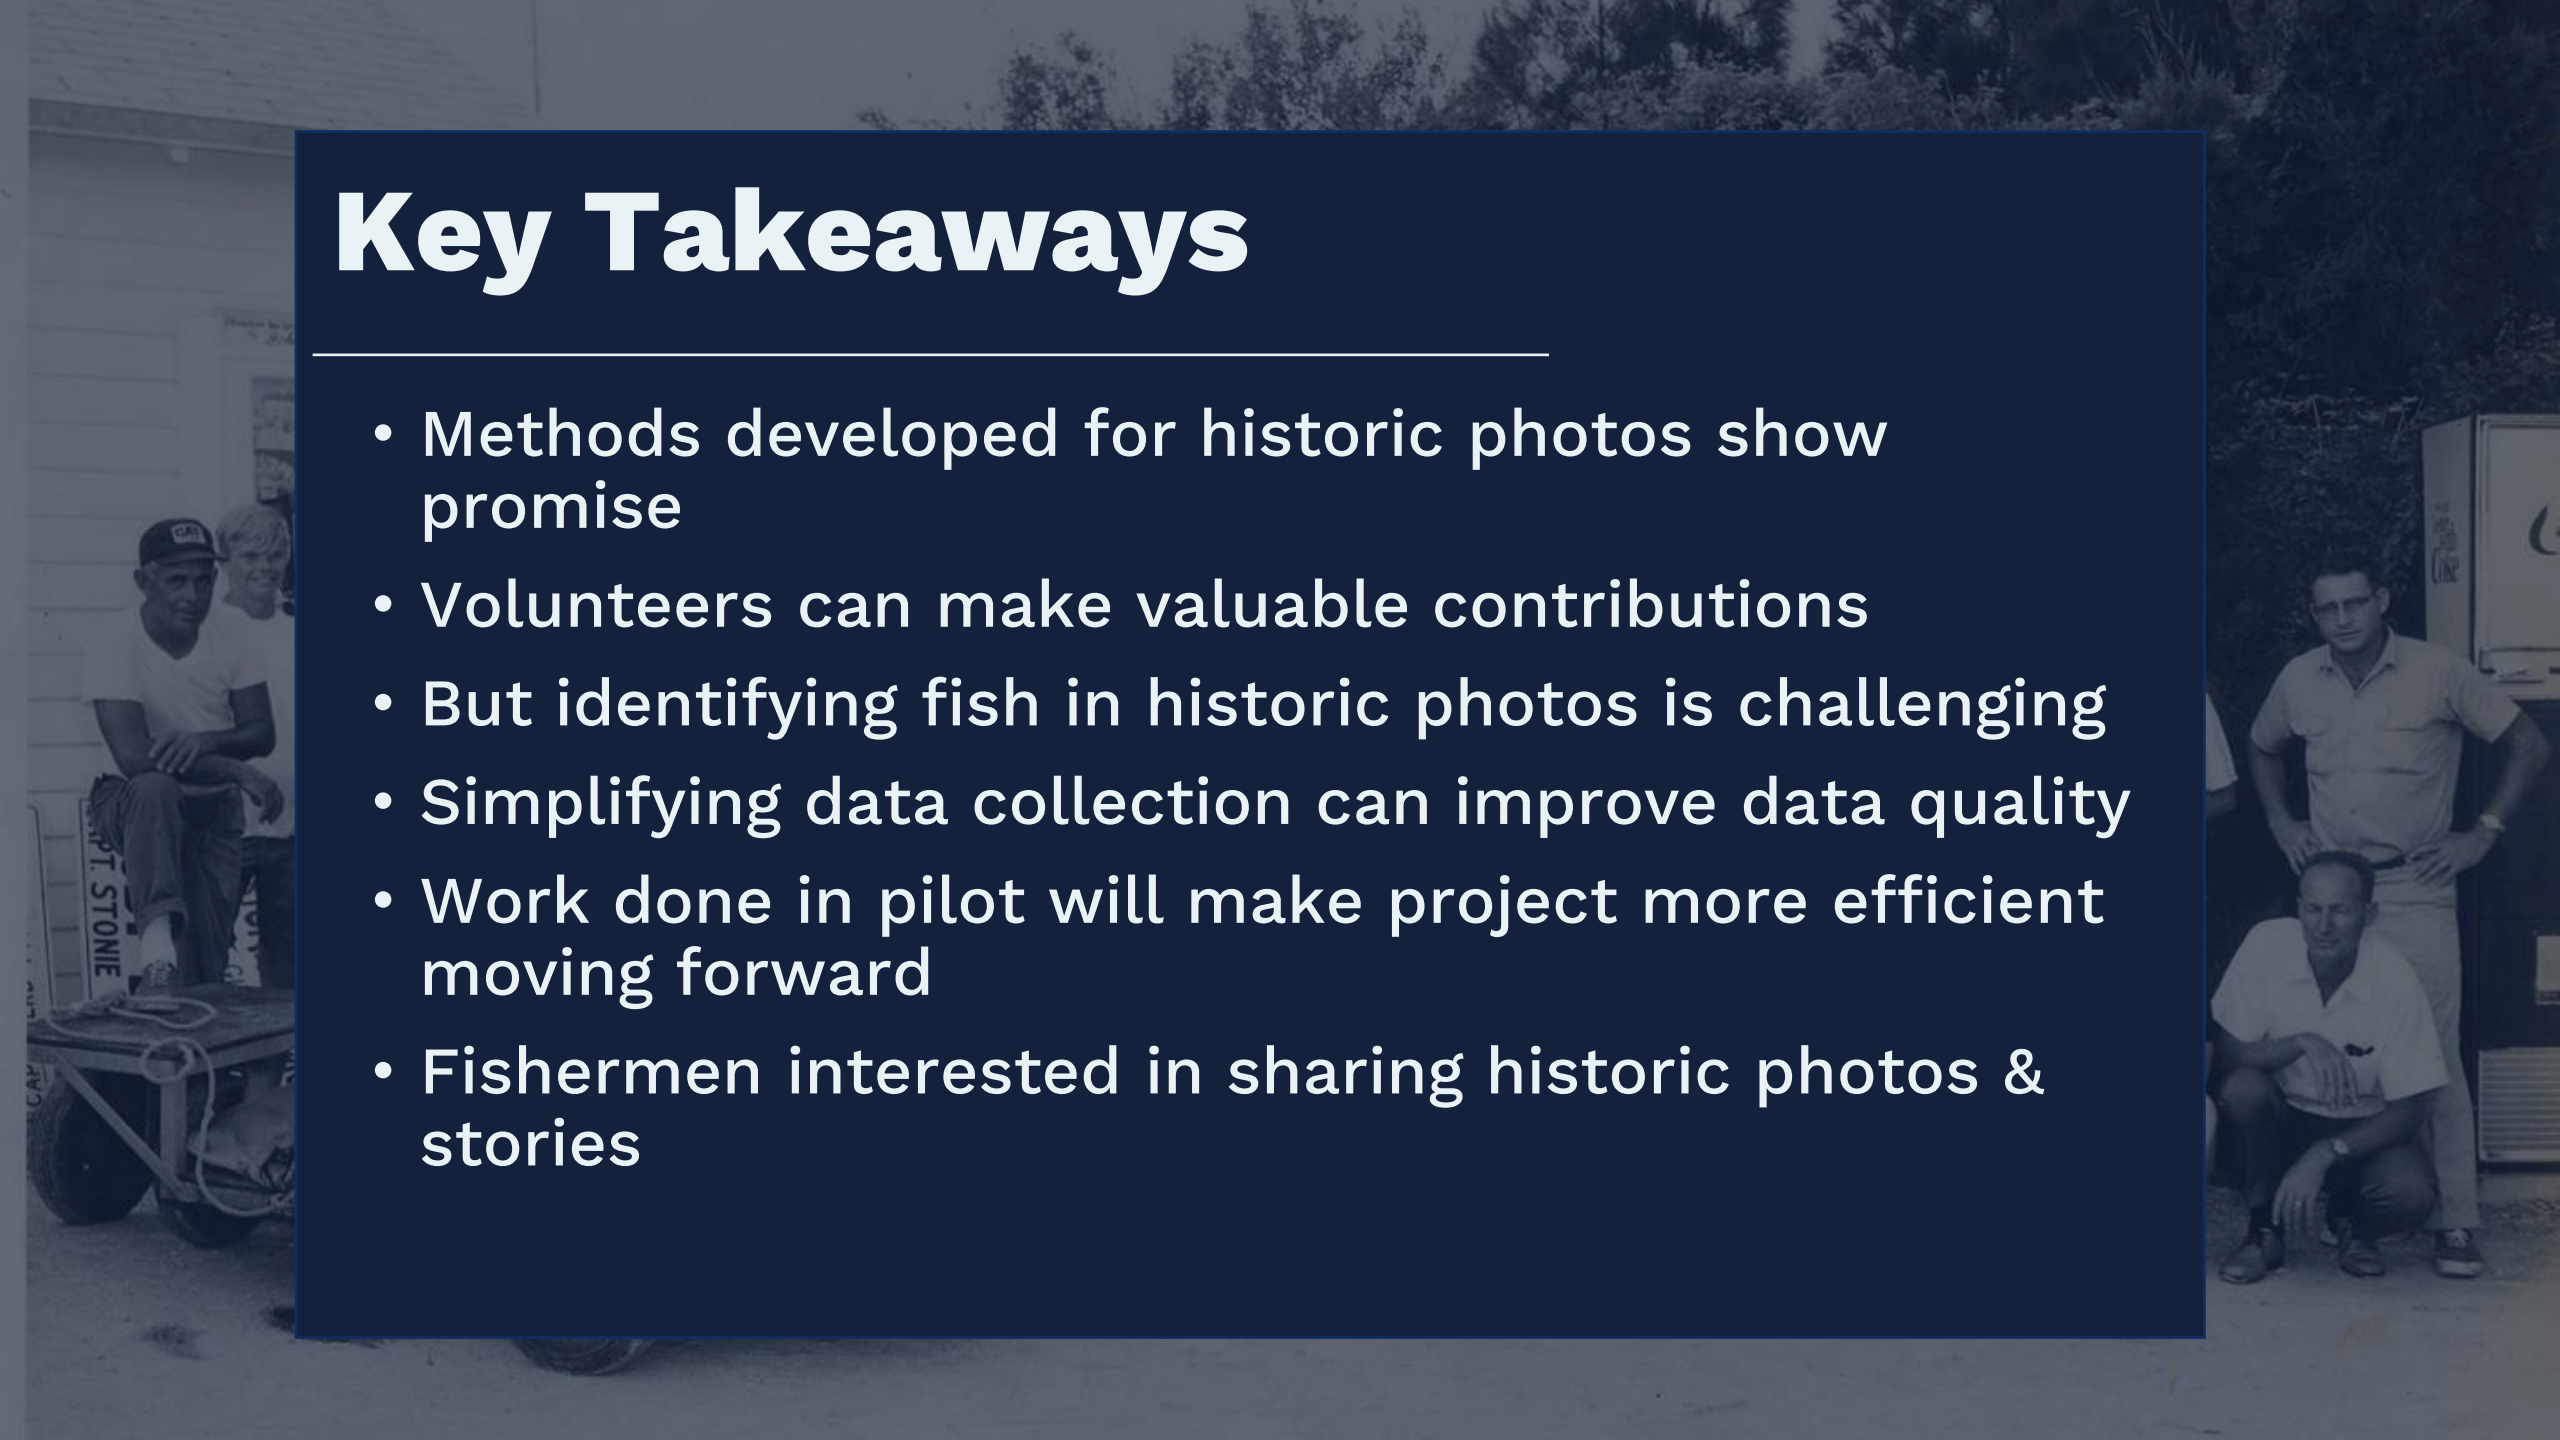 Key Takeaways
• Methods developed for historic photos show
promise
• Volunteers can make valuable contributions
• But identifying fish in historic photos is challenging
• Simplifying data collection can improve data quality
• Work done in pilot will make project more efficient
moving forward
• Fishermen interested in sharing historic photos &
stories
PT. STONIE
CAT